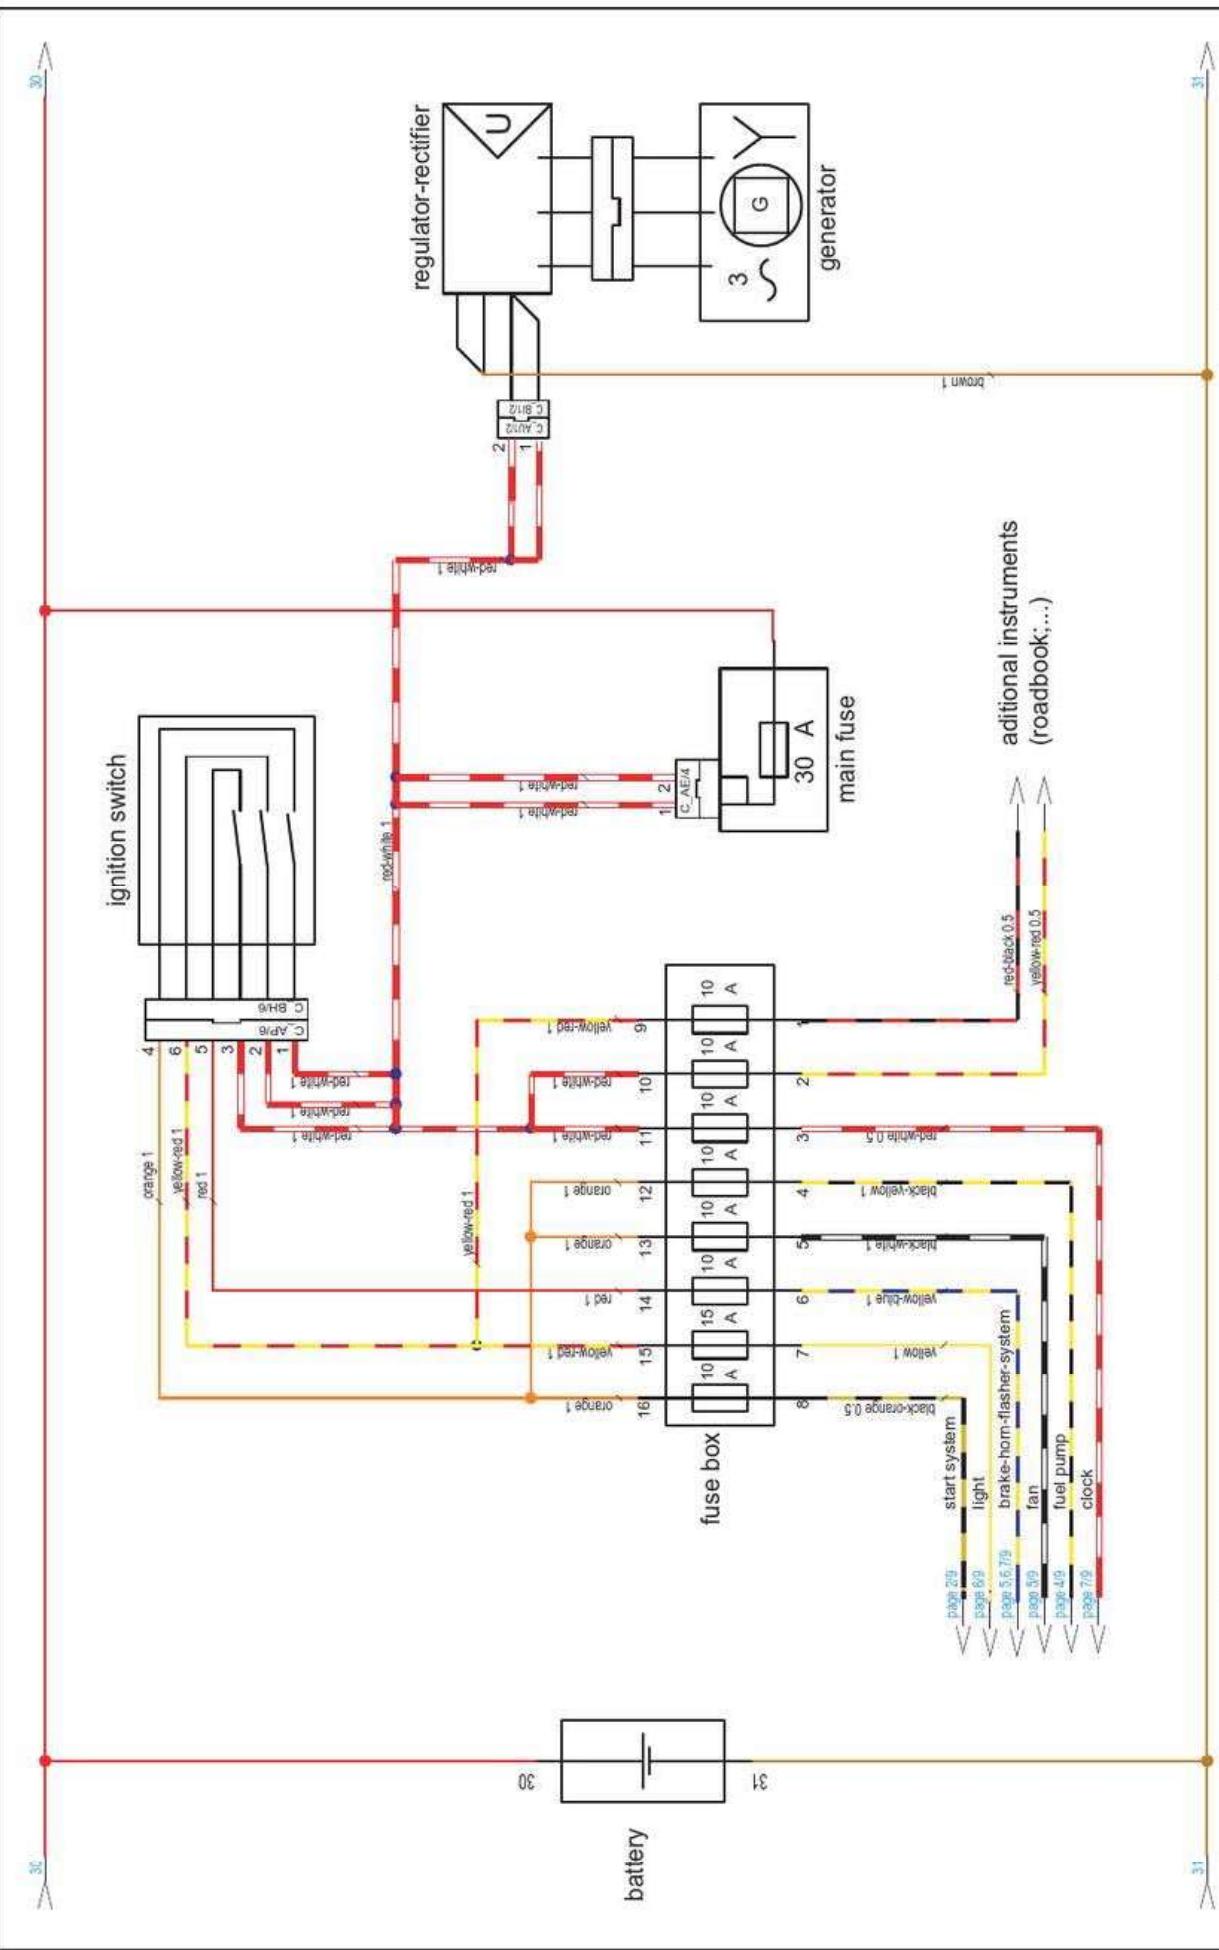 30
30
31
31
battery
30
31
ignition switch
C_BH/6
C_AP/6
4
6
5
3
2
1
orange 1
yellow-red 1
red 1
red-white 1
red-white 1
red-white 1
red-white 1
red-white 1
regulator-rectifier
U
C_BI/1/2
C_AU/1/2
2
1
generator
3
G
brown 1
main fuse
30 A
C_AE/4
1
2
red-white 1
red-white 1
yellow-red 1
fuse box
orange 1
yellow-red 1
red 1
orange 1
orange 1
red-white 1
red-white 1
yellow-red 1
16
15
14
13
12
11
10
9
10 A
15 A
10 A
10 A
10 A
10 A
10 A
10 A
8
7
6
5
4
3
2
1
black-orange 0.5
yellow 1
yellow-blue 1
black-white 1
black-yellow 1
red-white 0.5
yellow-red 0.5
red-black 0.5
aditional instruments
(roadbook;...)
page 2/9 start system
page 6/9 light
page 5,6,7/9 brake-horn-flasher-system
page 5/9 fan
page 4/9 fuel pump
page 7/9 clock